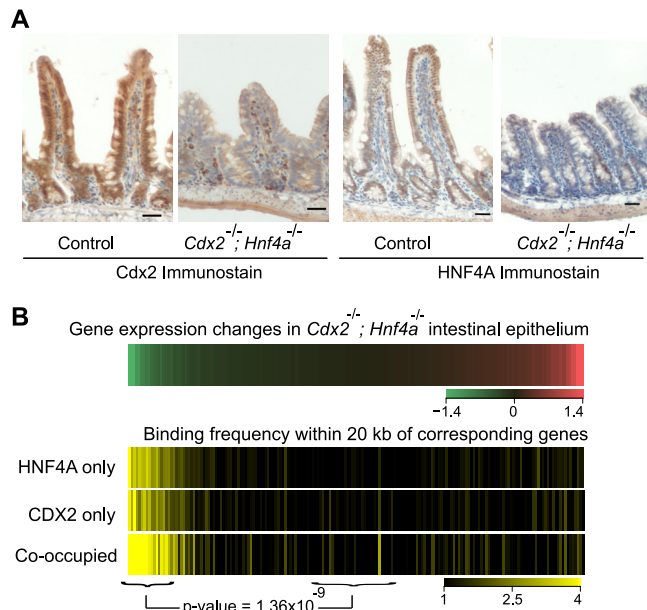 A
Control
Cdx2-/-; Hnf4a-/-
Control
Cdx2-/-; Hnf4a-/-
Cdx2 Immunostain
HNF4A Immunostain
B
Gene expression changes in Cdx2-/-; Hnf4a-/- intestinal epithelium
−1.4 0 1.4
Binding frequency within 20 kb of corresponding genes
HNF4A only
CDX2 only
Co-occupied
1 2.5 4
p-value = 1.36x10-9